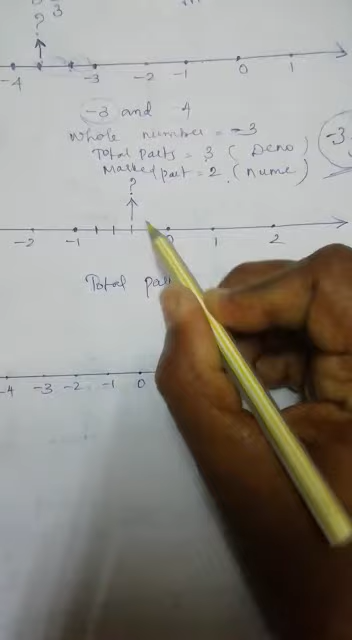 3
?
-4 -3 -2 -1 0 1
-3 and -4
Whole number = -3
Total parts = 3 (Deno)
Marked part = 2 (nume)
-3
?
-2 -1 0 1 2
Total
-4 -3 -2 -1 0